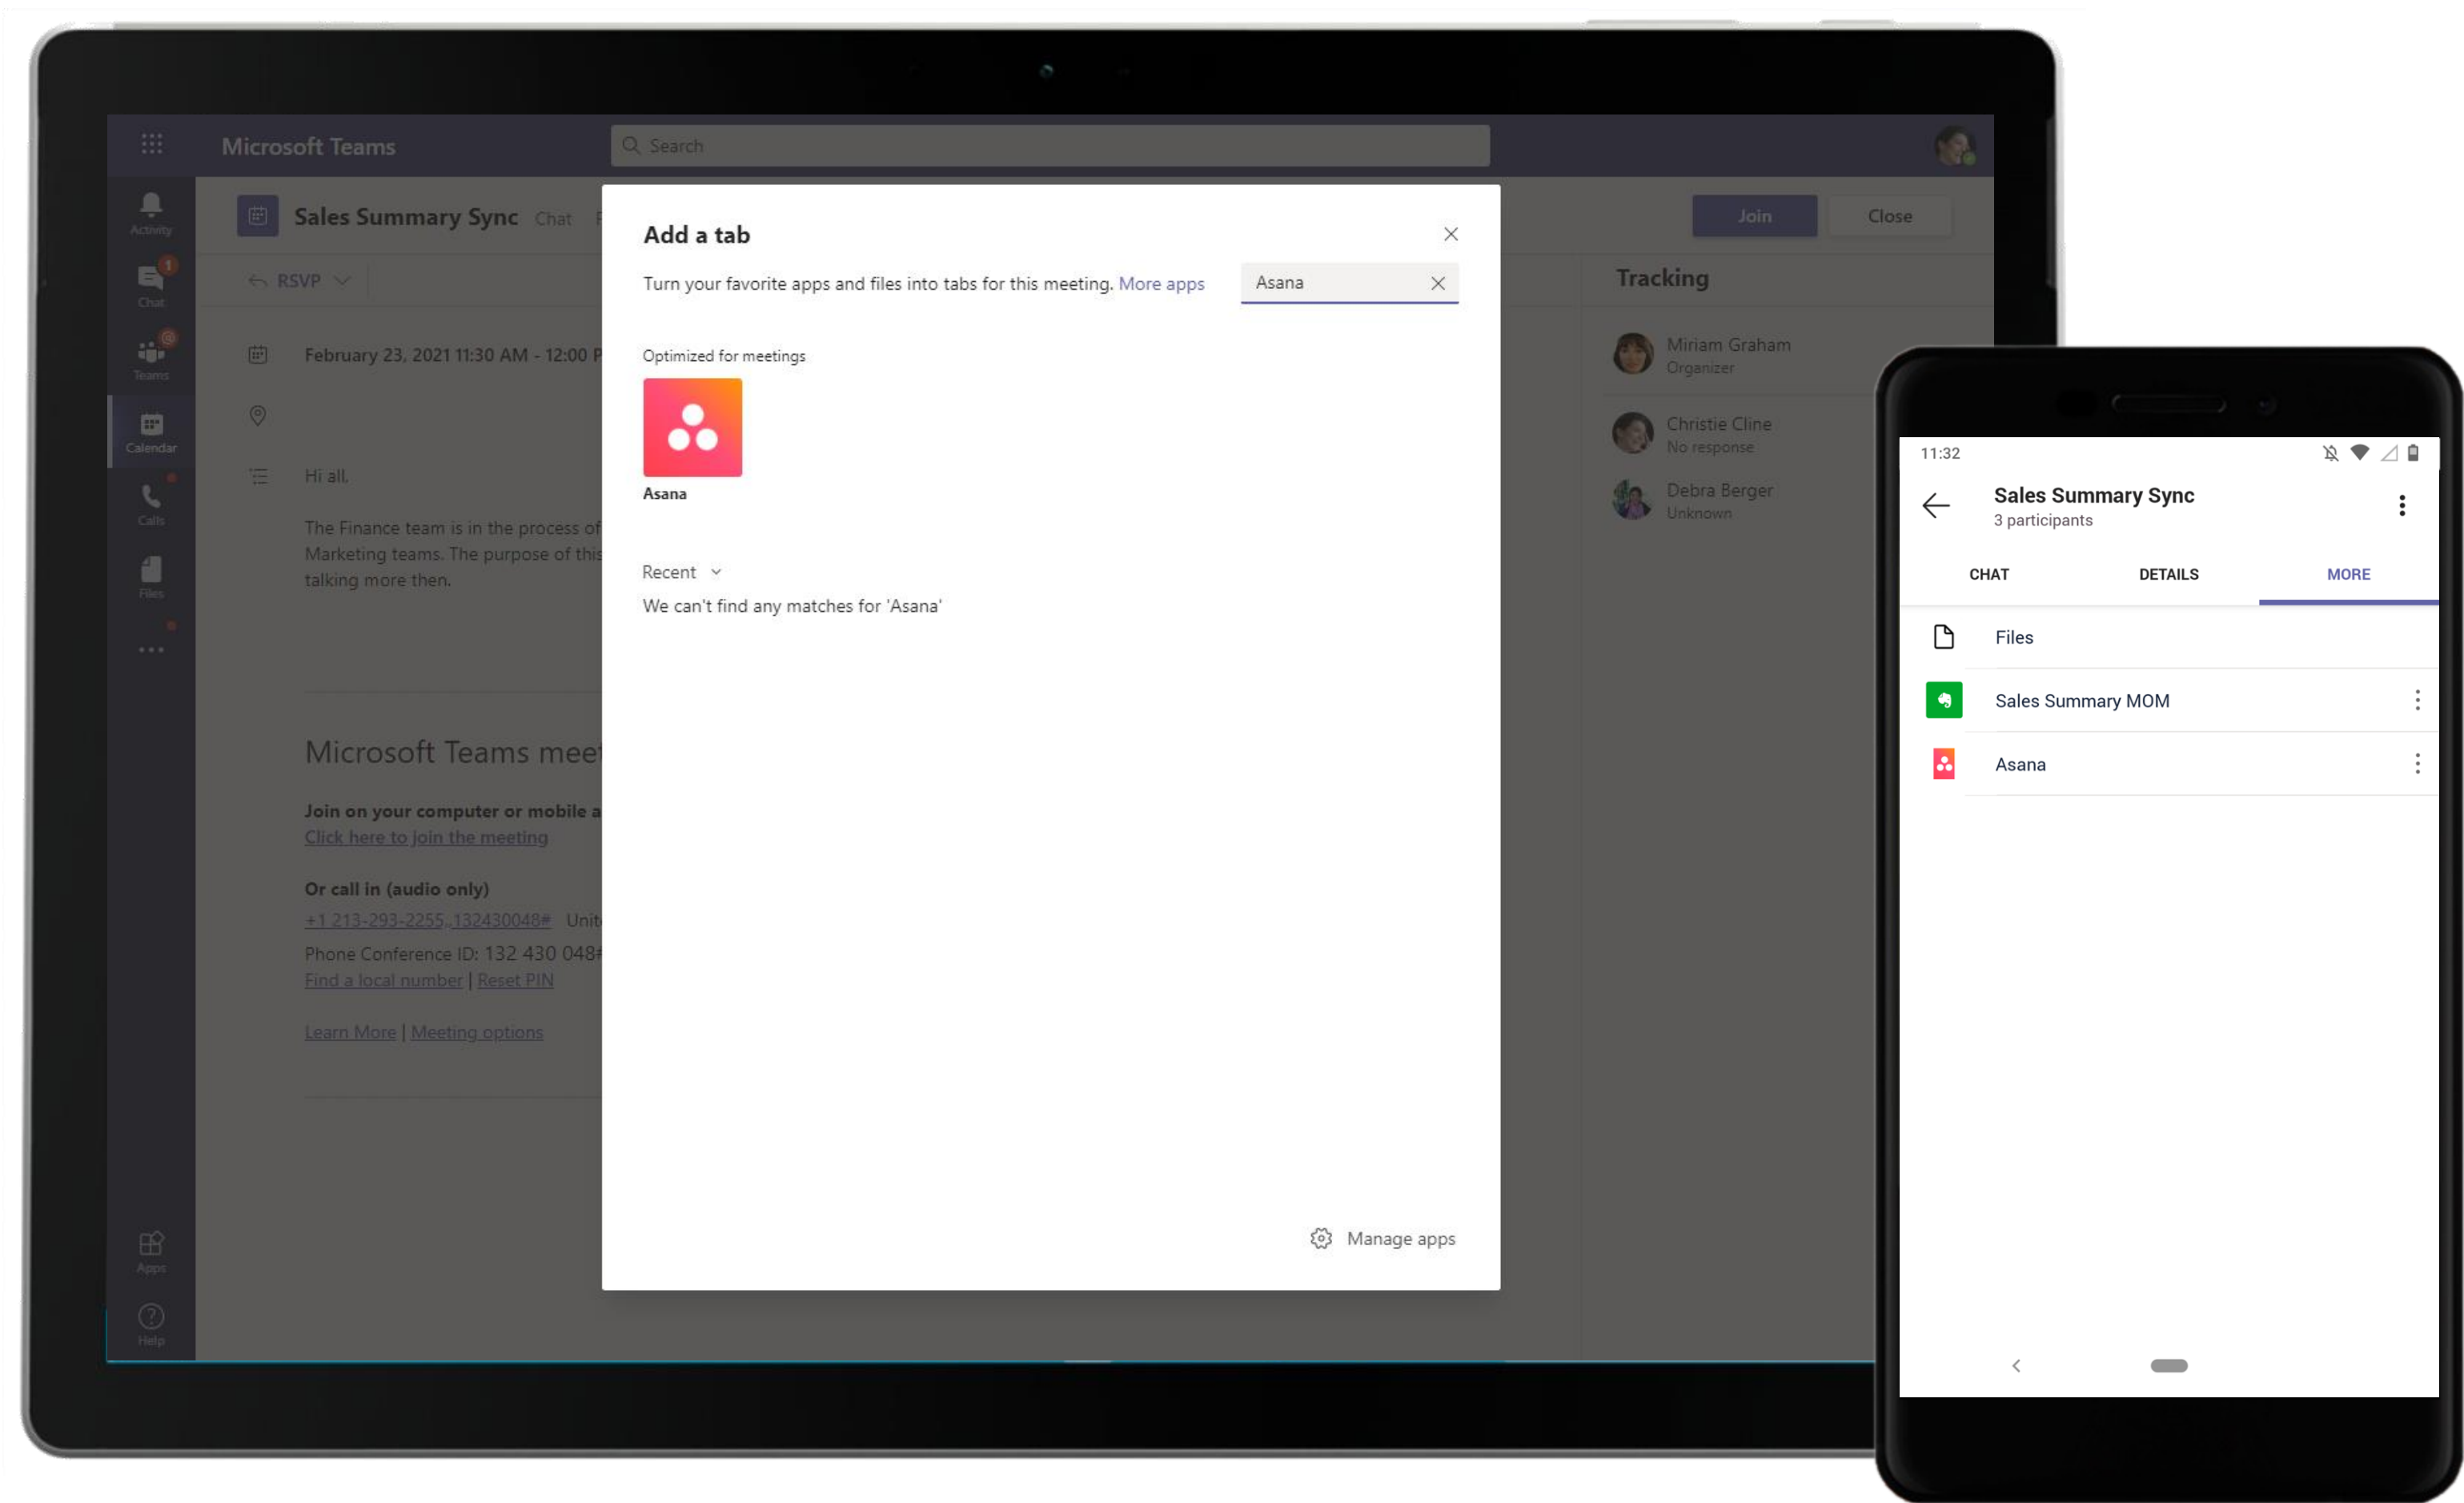 Microsoft Teams
Search
Activity
1
Chat
@
Teams
Calendar
Calls
Files
Apps
Help
Sales Summary Sync Chat
Join
Close
RSVP
February 23, 2021 11:30 AM - 12:00 P
Hi all,
The Finance team is in the process of
Marketing teams. The purpose of this
talking more then.
Microsoft Teams mee
Join on your computer or mobile a
Click here to join the meeting
Or call in (audio only)
+1 213-293-2255,,132430048# Unit
Phone Conference ID: 132 430 048#
Find a local number | Reset PIN
Learn More | Meeting options
Add a tab
Turn your favorite apps and files into tabs for this meeting. More apps
Asana
Optimized for meetings
Asana
Recent
We can't find any matches for 'Asana'
Manage apps
Tracking
Miriam Graham
Organizer
Christie Cline
No response
Debra Berger
Unknown
11:32
Sales Summary Sync
3 participants
CHAT DETAILS MORE
Files
Sales Summary MOM
Asana